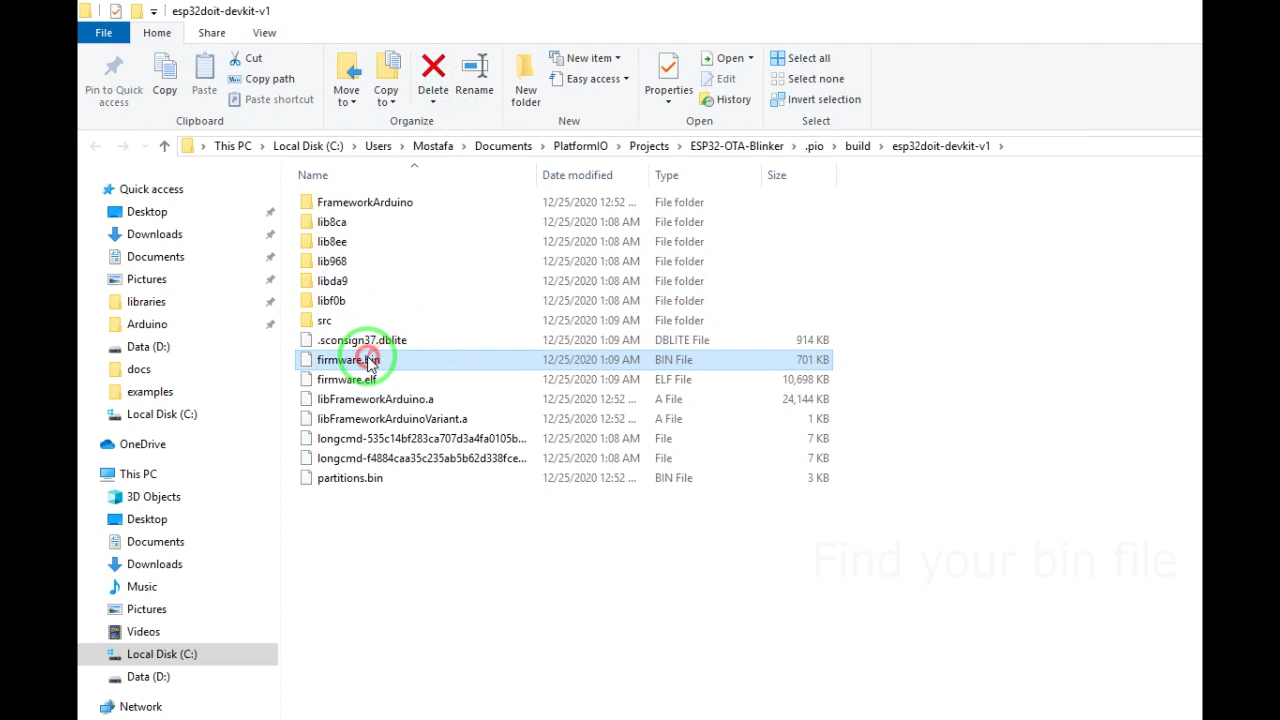 esp32doit-devkit-v1
File Home Share View
Pin to Quick access
Copy
Paste
Cut
Copy path
Paste shortcut
Clipboard
Move to
Copy to
Delete
Rename
Organize
New folder
New item
Easy access
New
Properties
Open
Edit
History
Open
Select all
Select none
Invert selection
Select
This PC > Local Disk (C:) > Users > Mostafa > Documents > PlatformIO > Projects > ESP32-OTA-Blinker > .pio > build > esp32doit-devkit-v1 >
Quick access
Desktop
Downloads
Documents
Pictures
libraries
Arduino
Data (D:)
docs
examples
Local Disk (C:)
OneDrive
This PC
3D Objects
Desktop
Documents
Downloads
Music
Pictures
Videos
Local Disk (C:)
Data (D:)
Network
Name Date modified Type Size
FrameworkArduino 12/25/2020 12:52 ... File folder
lib8ca 12/25/2020 1:08 AM File folder
lib8ee 12/25/2020 1:08 AM File folder
lib968 12/25/2020 1:08 AM File folder
libda9 12/25/2020 1:08 AM File folder
libf0b 12/25/2020 1:08 AM File folder
src 12/25/2020 1:09 AM File folder
.sconsign37.dblite 12/25/2020 1:09 AM DBLITE File 914 KB
firmware.bin 12/25/2020 1:09 AM BIN File 701 KB
firmware.elf 12/25/2020 1:09 AM ELF File 10,698 KB
libFrameworkArduino.a 12/25/2020 12:52 ... A File 24,144 KB
libFrameworkArduinoVariant.a 12/25/2020 12:52 ... A File 1 KB
longcmd-535c14bf283ca707d3a4fa0105b... 12/25/2020 1:08 AM File 7 KB
longcmd-f4884caa35c235ab5b62d338fce... 12/25/2020 1:08 AM File 7 KB
partitions.bin 12/25/2020 12:52 ... BIN File 3 KB
Find your bin file